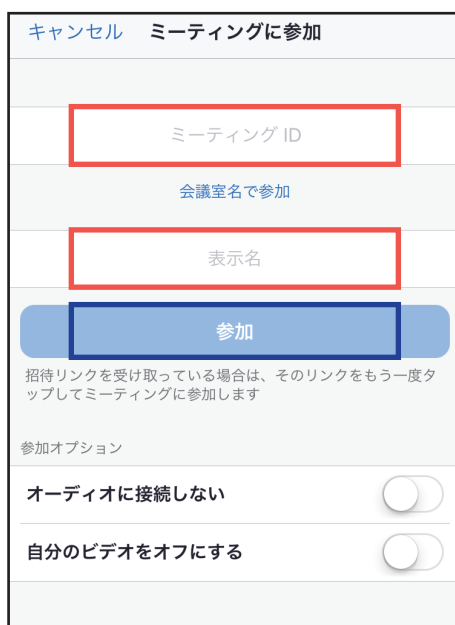 キャンセル ミーティングに参加
ミーティング ID
会議室名で参加
表示名
参加
招待リンクを受け取っている場合は、そのリンクをもう一度タ
ップしてミーティングに参加します
参加オプション
オーディオに接続しない
自分のビデオをオフにする